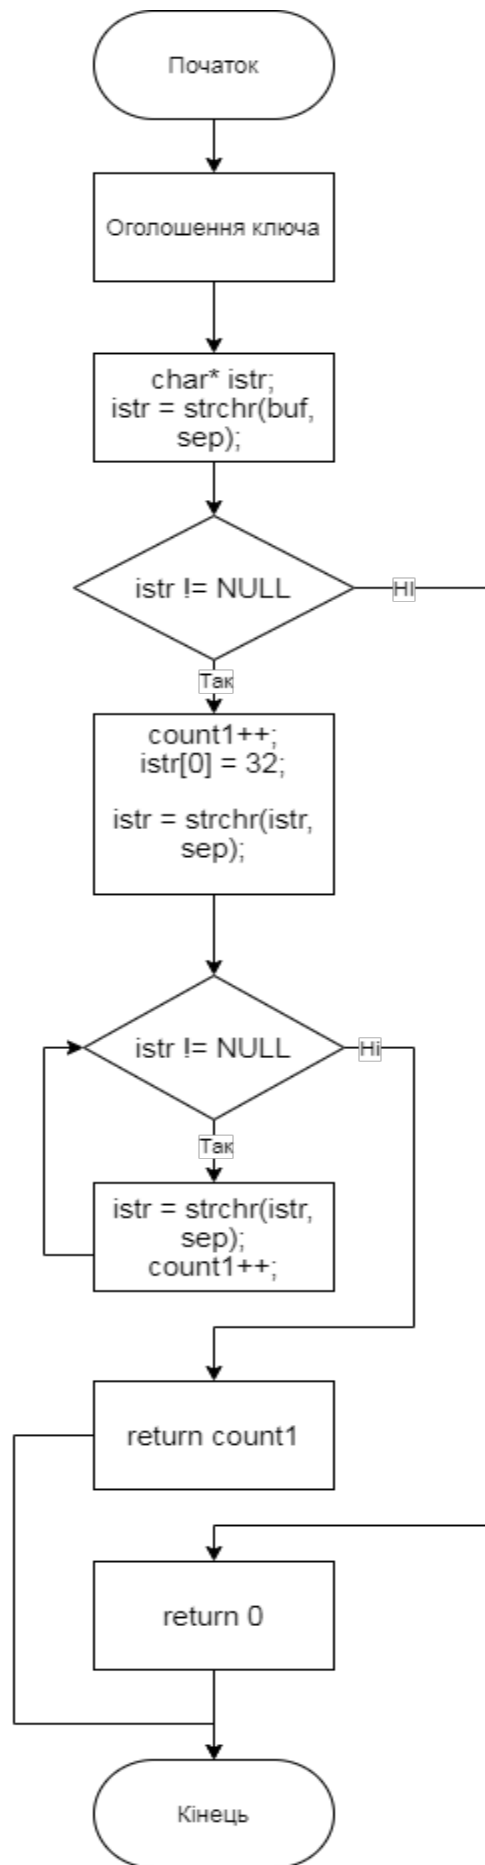 Початок
Оголошення ключа
char* istr;
istr = strchr(buf,
sep);
istr != NULL
НІ
Так
count1++;
istr[0] = 32;
istr = strchr(istr,
sep);
istr != NULL
Ні
Так
istr = strchr(istr,
sep);
count1++;
return count1
return 0
Кінець